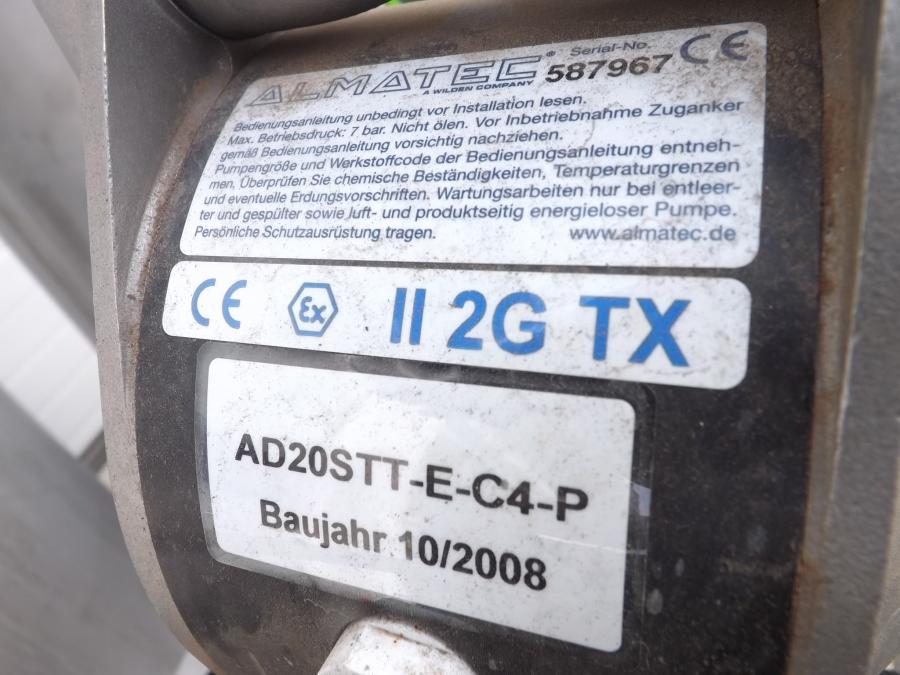 ALMATEC® Serial-No. 587967 CE
A WILDEN COMPANY
Bedienungsanleitung unbedingt vor Installation lesen.
Max. Betriebsdruck: 7 bar. Nicht ölen. Vor Inbetriebnahme Zuganker
gemäß Bedienungsanleitung vorsichtig nachziehen.
Pumpengröße und Werkstoffcode der Bedienungsanleitung entneh-
men, Überprüfen Sie chemische Beständigkeiten, Temperaturgrenzen
und eventuelle Erdungsvorschriften. Wartungsarbeiten nur bei entleer-
ter und gespülter sowie luft- und produktseitig energieloser Pumpe.
Persönliche Schutzausrüstung tragen. www.almatec.de
CE Ex II 2G TX
AD20STT-E-C4-P
Baujahr 10/2008